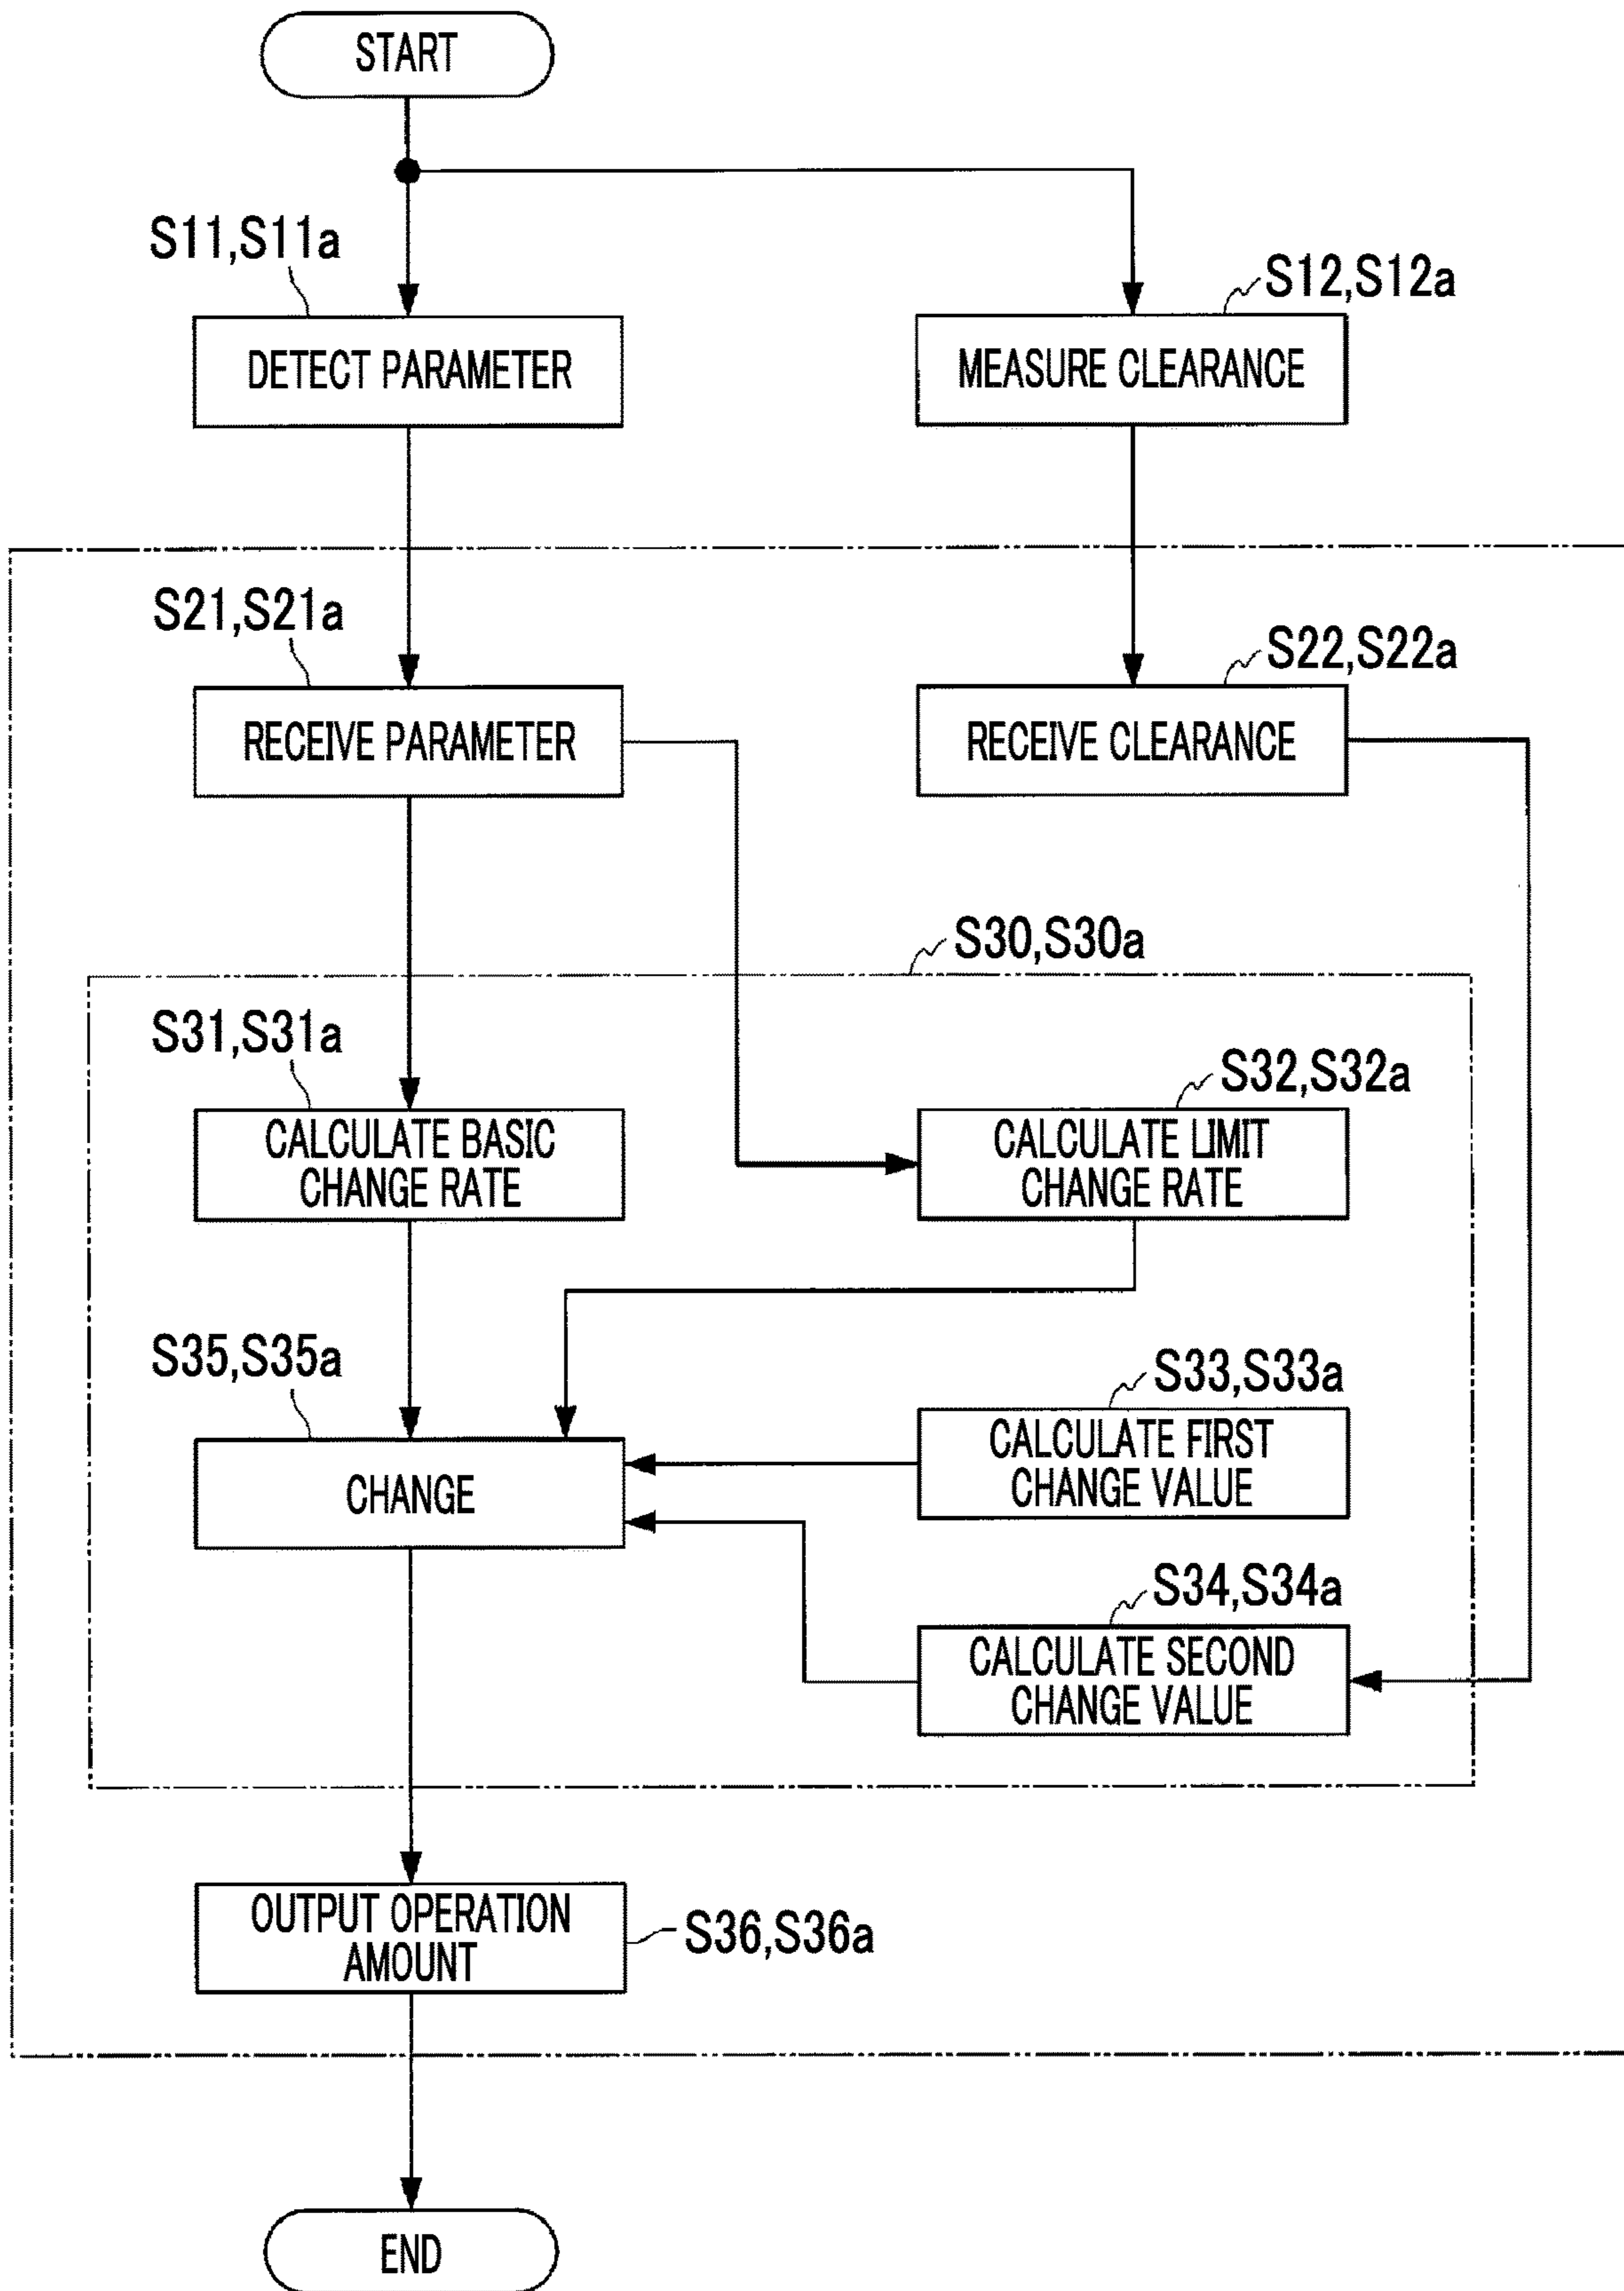 START
S11,S11a
S12,S12a
DETECT PARAMETER
MEASURE CLEARANCE
S21,S21a
S22,S22a
RECEIVE PARAMETER
RECEIVE CLEARANCE
S30,S30a
S31,S31a
S32,S32a
CALCULATE BASIC
CHANGE RATE
CALCULATE LIMIT
CHANGE RATE
S35,S35a
S33,S33a
CHANGE
CALCULATE FIRST
CHANGE VALUE
S34,S34a
CALCULATE SECOND
CHANGE VALUE
OUTPUT OPERATION
AMOUNT
S36,S36a
END